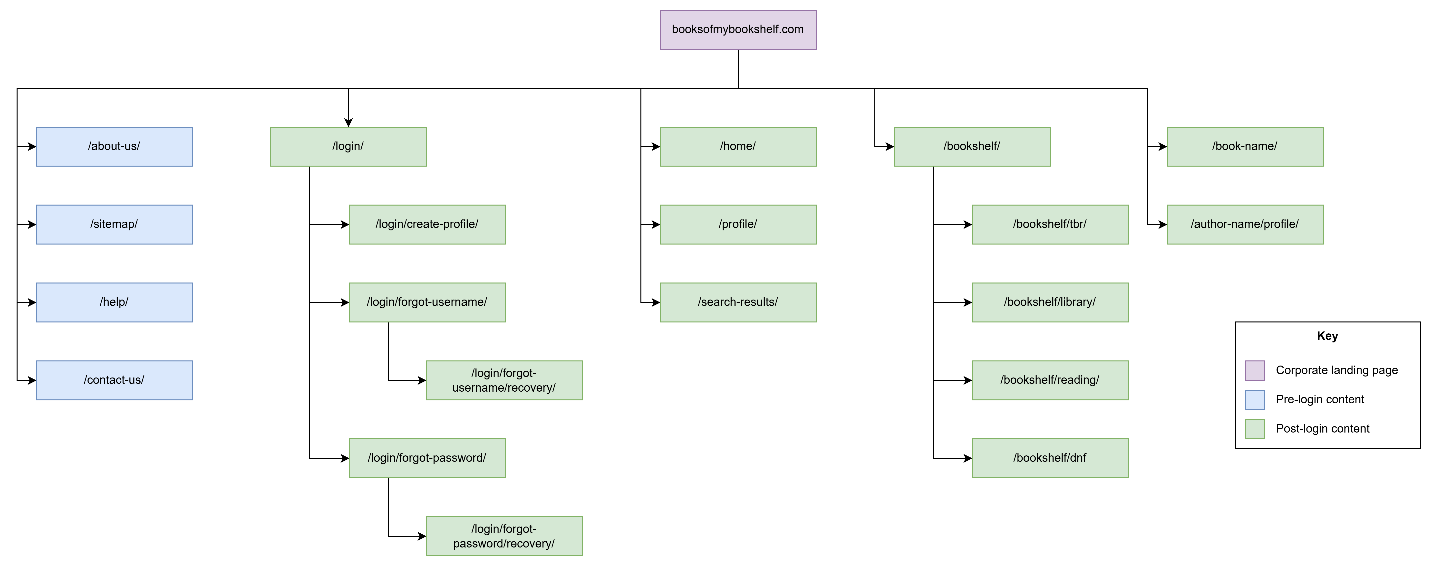 booksofmybookshelf.com
/about-us/
/sitemap/
/help/
/contact-us/
/login/
/login/create-profile/
/login/forgot-username/
/login/forgot-
username/recovery/
/login/forgot-password/
/login/forgot-
password/recovery/
/home/
/profile/
/search-results/
/bookshelf/
/bookshelf/tbr/
/bookshelf/library/
/bookshelf/reading/
/bookshelf/dnf
/book-name/
/author-name/profile/
Key
Corporate landing page
Pre-login content
Post-login content